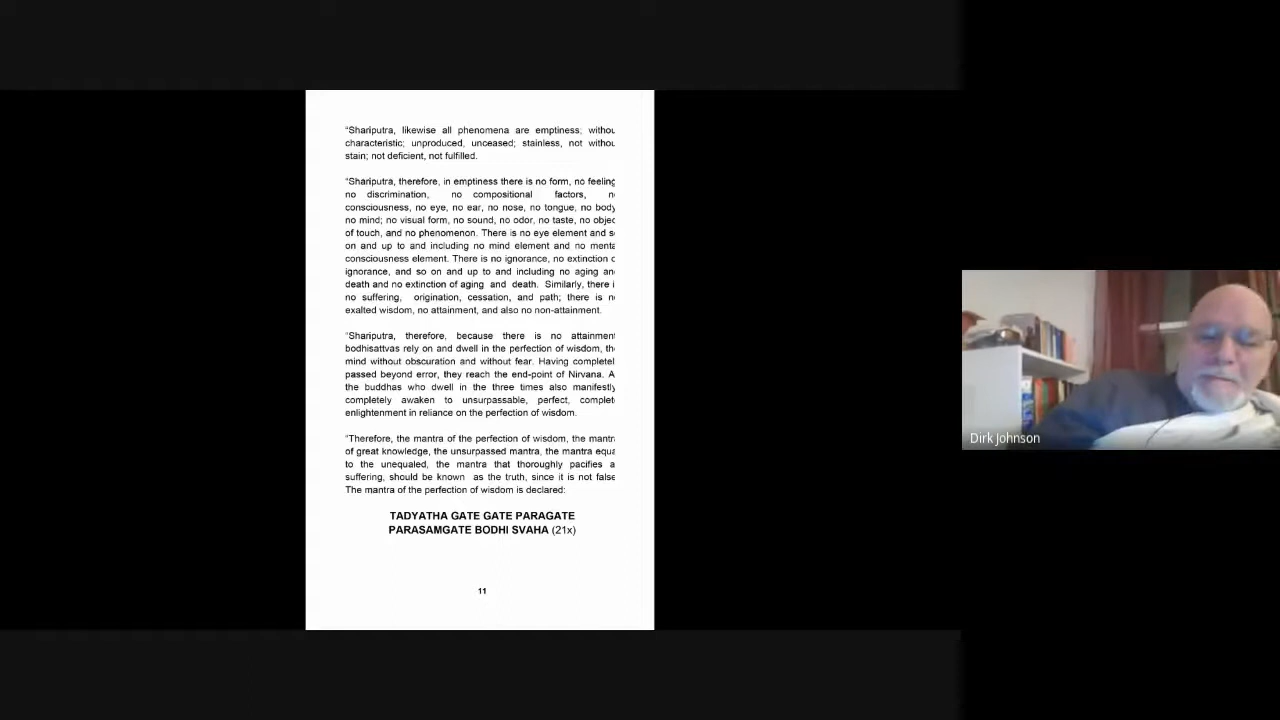 “Shariputra, likewise all phenomena are emptiness; withou
characteristic; unproduced, unceased; stainless, not withou
stain; not deficient, not fulfilled.
“Shariputra, therefore, in emptiness there is no form, no feeling
no discrimination, no compositional factors, n
consciousness, no eye, no ear, no nose, no tongue, no body
no mind; no visual form, no sound, no odor, no taste, no objec
of touch, and no phenomenon. There is no eye element and s
on and up to and including no mind element and no menta
consciousness element. There is no ignorance, no extinction o
ignorance, and so on and up to and including no aging an
death and no extinction of aging and death. Similarly, there i
no suffering, origination, cessation, and path; there is n
exalted wisdom, no attainment, and also no non-attainment.
“Shariputra, therefore, because there is no attainment
bodhisattvas rely on and dwell in the perfection of wisdom, th
mind without obscuration and without fear. Having completel
passed beyond error, they reach the end-point of Nirvana. A
the buddhas who dwell in the three times also manifestly
completely awaken to unsurpassable, perfect, complet
enlightenment in reliance on the perfection of wisdom.
“Therefore, the mantra of the perfection of wisdom, the mantr
of great knowledge, the unsurpassed mantra, the mantra equa
to the unequaled, the mantra that thoroughly pacifies a
suffering, should be known as the truth, since it is not false
The mantra of the perfection of wisdom is declared:
TADYATHA GATE GATE PARAGATE
PARASAMGATE BODHI SVAHA (21x)
11
Dirk Johnson